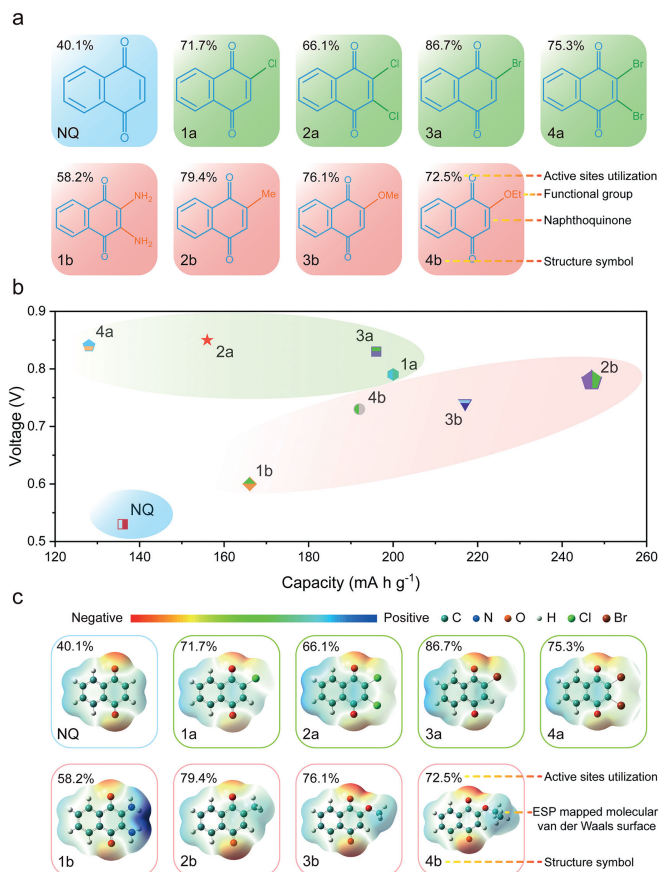 a
40.1%
O
O
NQ
71.7%
O
Cl
O
1a
66.1%
O
Cl
Cl
O
2a
86.7%
O
Br
O
3a
75.3%
O
Br
Br
O
4a
58.2%
O
NH2
NH2
O
1b
79.4%
O
Me
O
2b
76.1%
O
OMe
O
3b
72.5%
O
OEt
O
4b
Active sites utilization
Functional group
Naphthoquinone
Structure symbol
b
Voltage (V)
0.9
0.8
0.7
0.6
0.5
4a
2a
3a
1a
2b
4b
3b
1b
NQ
120 140 160 180 200 220 240 260
Capacity (mA h g⁻¹)
c
Negative Positive C N O H Cl Br
40.1%
NQ
71.7%
1a
66.1%
2a
86.7%
3a
75.3%
4a
58.2%
1b
79.4%
2b
76.1%
3b
72.5%
4b
Active sites utilization
ESP mapped molecular
van der Waals surface
Structure symbol